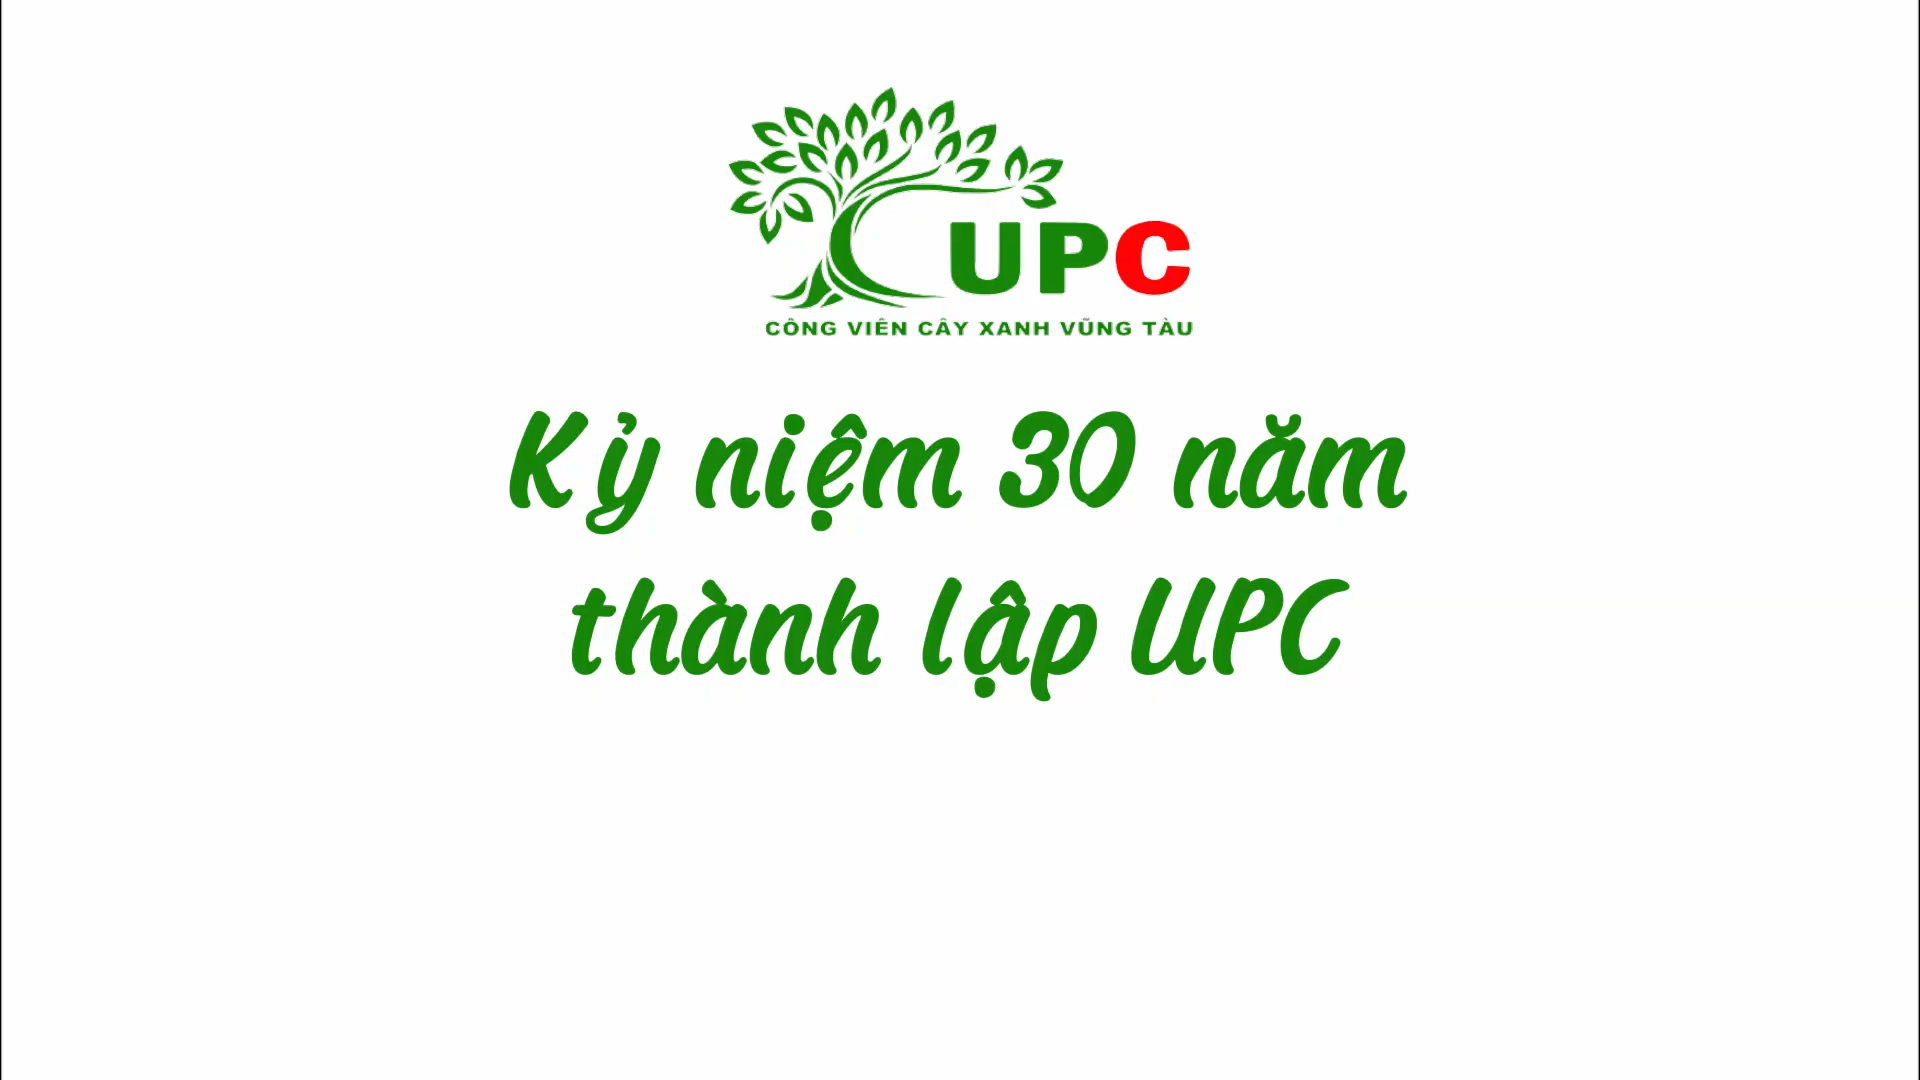 UPC
CÔNG VIÊN CÂY XANH VŨNG TÀU
Kỷ niệm 30 năm
thành lập UPC